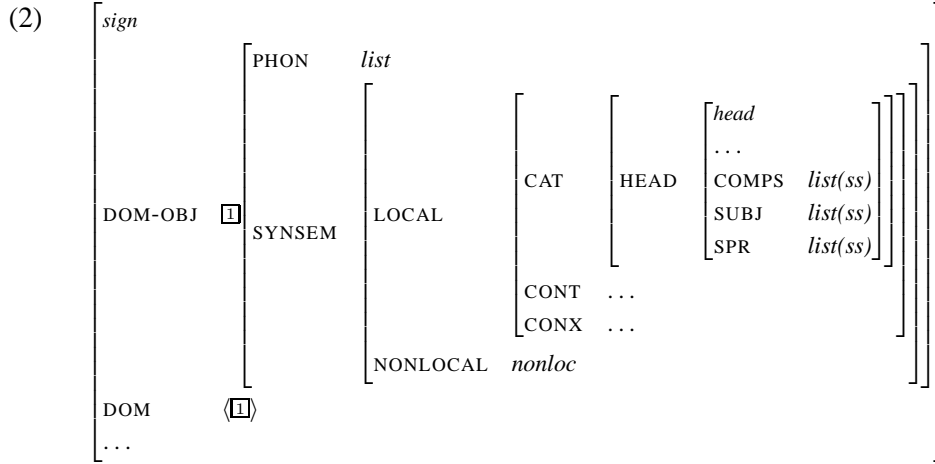 (2)
sign
PHON list
head
. . .
CAT HEAD COMPS list(ss)
DOM-OBJ 1 SYNSEM LOCAL SUBJ list(ss)
SPR list(ss)
CONT . . .
CONX . . .
NONLOCAL nonloc
DOM ⟨1⟩
. . .